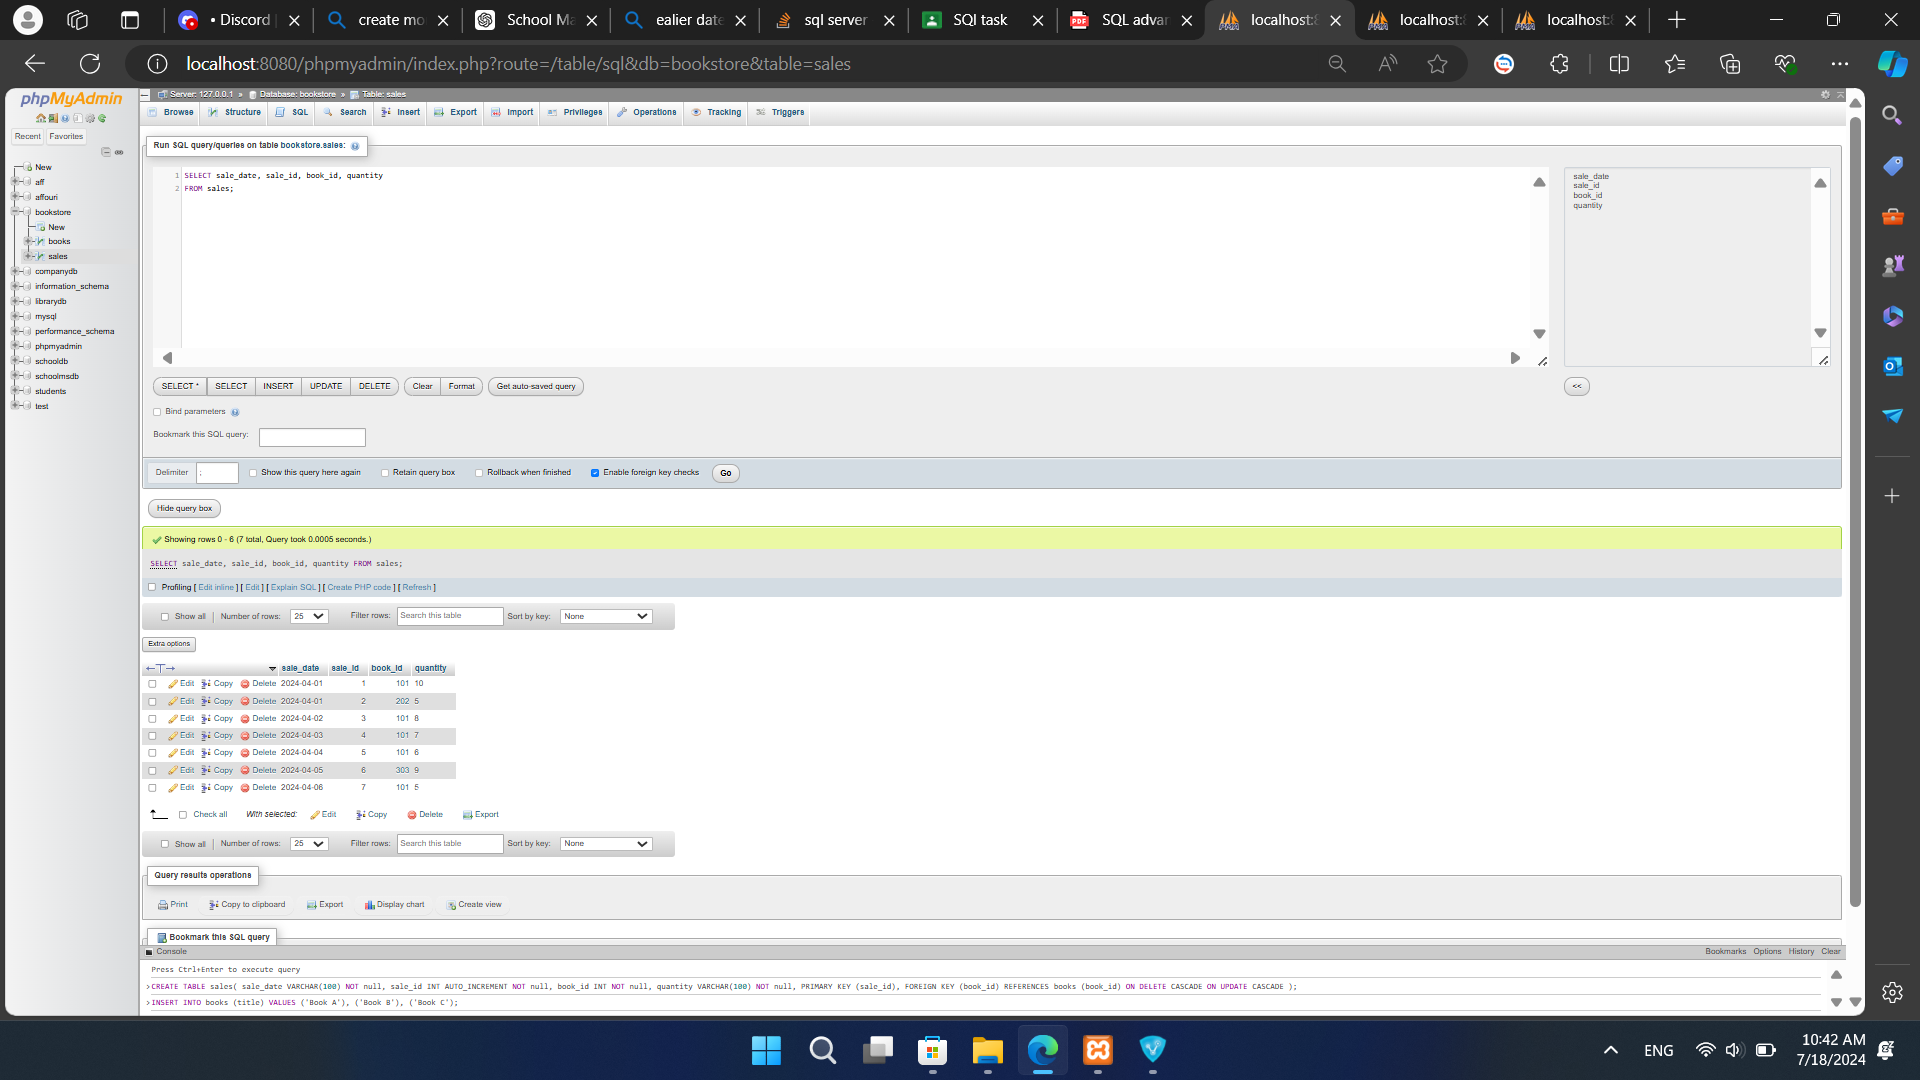 Discord
create mo
School Ma
ealier date
sql server
SQl task
SQL advar
localhost:8
localhost:8
localhost:8
localhost:8080/phpmyadmin/index.php?route=/table/sql&db=bookstore&table=sales
phpMyAdmin
Recent Favorites
New
aff
affouri
bookstore
New
books
sales
companydb
information_schema
librarydb
mysql
performance_schema
phpmyadmin
schooldb
schoolmsdb
students
test
Server: 127.0.0.1 » Database: bookstore » Table: sales
Browse Structure SQL Search Insert Export Import Privileges Operations Tracking Triggers
Run SQL query/queries on table bookstore.sales:
1 SELECT sale_date, sale_id, book_id, quantity
2 FROM sales;
sale_date
sale_id
book_id
quantity
SELECT * SELECT INSERT UPDATE DELETE Clear Format Get auto-saved query
<<
Bind parameters
Bookmark this SQL query:
Delimiter ; Show this query here again Retain query box Rollback when finished Enable foreign key checks Go
Hide query box
Showing rows 0 - 6 (7 total, Query took 0.0005 seconds.)
SELECT sale_date, sale_id, book_id, quantity FROM sales;
Profiling [ Edit inline ] [ Edit ] [ Explain SQL ] [ Create PHP code ] [ Refresh ]
Show all Number of rows: 25 Filter rows: Search this table Sort by key: None
Extra options
sale_date sale_id book_id quantity
Edit Copy Delete 2024-04-01 1 101 10
Edit Copy Delete 2024-04-01 2 202 5
Edit Copy Delete 2024-04-02 3 101 8
Edit Copy Delete 2024-04-03 4 101 7
Edit Copy Delete 2024-04-04 5 101 6
Edit Copy Delete 2024-04-05 6 303 9
Edit Copy Delete 2024-04-06 7 101 5
Check all With selected: Edit Copy Delete Export
Show all Number of rows: 25 Filter rows: Search this table Sort by key: None
Query results operations
Print Copy to clipboard Export Display chart Create view
Bookmark this SQL query
Console Bookmarks Options History Clear
Press Ctrl+Enter to execute query
>CREATE TABLE sales( sale_date VARCHAR(100) NOT null, sale_id INT AUTO_INCREMENT NOT null, book_id INT NOT null, quantity VARCHAR(100) NOT null, PRIMARY KEY (sale_id), FOREIGN KEY (book_id) REFERENCES books (book_id) ON DELETE CASCADE ON UPDATE CASCADE );
>INSERT INTO books (title) VALUES ('Book A'), ('Book B'), ('Book C');
ENG
10:42 AM
7/18/2024